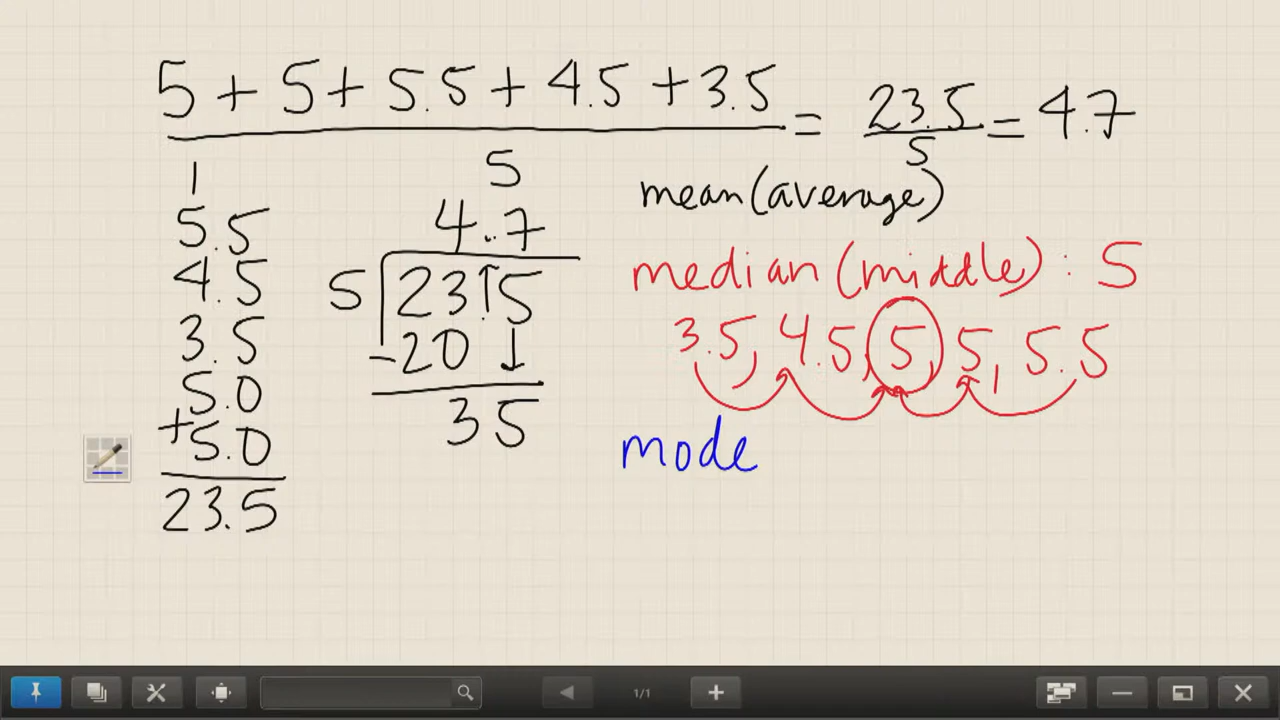 5 + 5 + 5.5 + 4.5 + 3.5 = 23.5 = 4.7
5
5
mean (average)
1
5.5
4.5
3.5
5.0
+5.0
23.5
4.7
5 23.5
-20
35
median (middle) : 5
3.5, 4.5, 5, 5, 5.5
mode
1/1